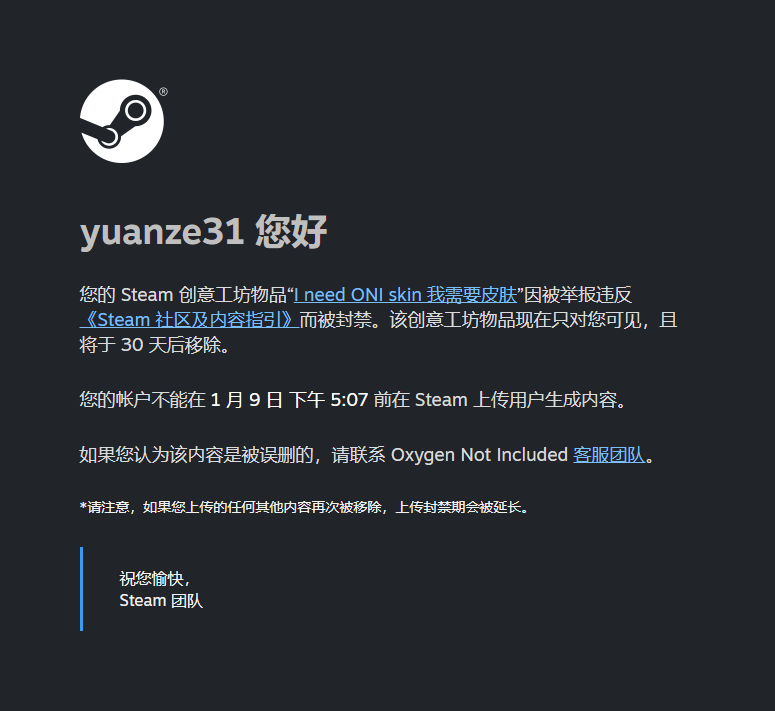 ®
yuanze31 您好
您的 Steam 创意工坊物品“I need ONI skin 我需要皮肤”因被举报违反
《Steam 社区及内容指引》而被封禁。该创意工坊物品现在只对您可见，且
将于 30 天后移除。
您的帐户不能在 1 月 9 日 下午 5:07 前在 Steam 上传用户生成内容。
如果您认为该内容是被误删的，请联系 Oxygen Not Included 客服团队。
*请注意，如果您上传的任何其他内容再次被移除，上传封禁期会被延长。
祝您愉快，
Steam 团队